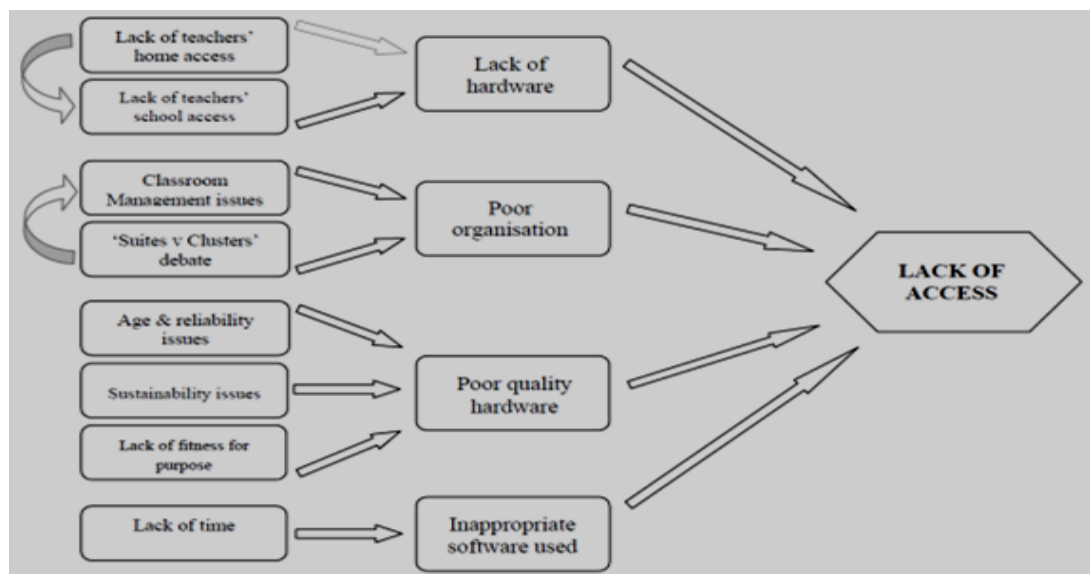 Lack of teachers'
home access
Lack of teachers'
school access
Classroom
Management issues
'Suites v Clusters'
debate
Age & reliability
issues
Sustainability issues
Lack of fitness for
purpose
Lack of time
Lack of
hardware
Poor
organisation
Poor quality
hardware
Inappropriate
software used
LACK OF
ACCESS